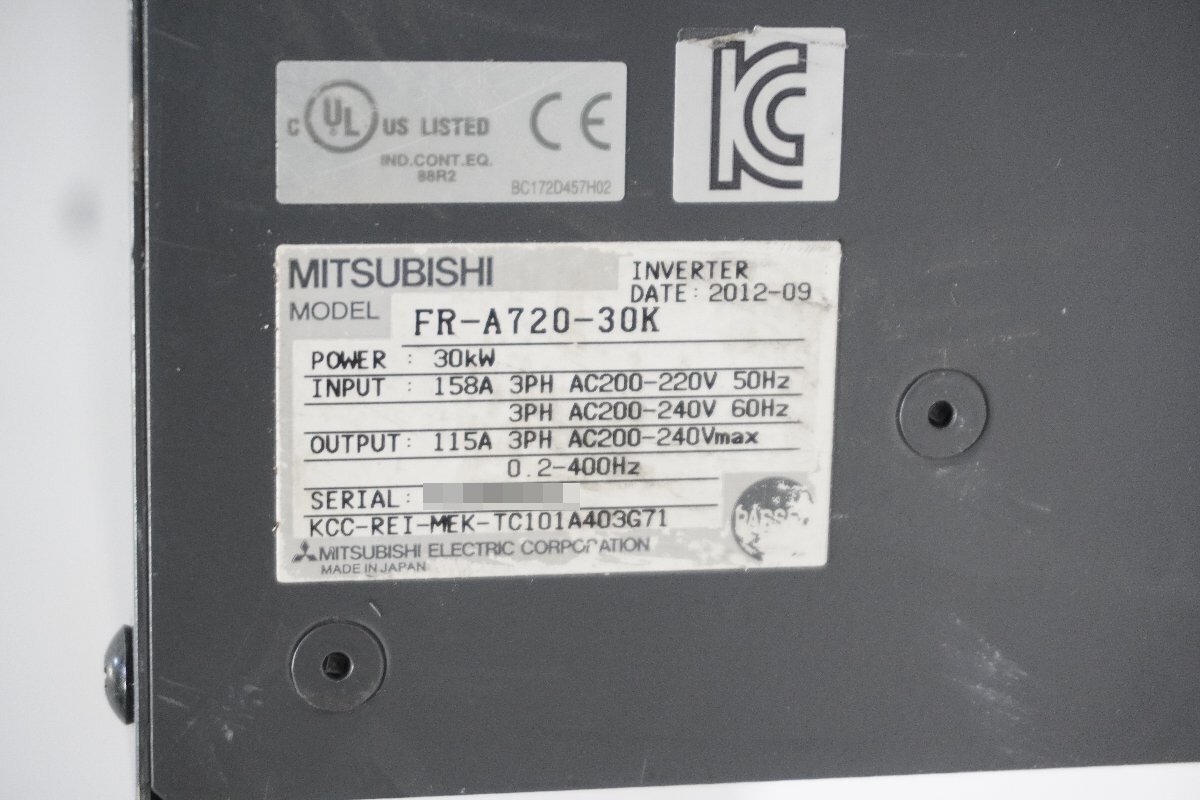 C UL US LISTED
IND.CONT.EQ.
88R2
CE
BC172D457H02
KC
MITSUBISHI
INVERTER
DATE: 2012-09
MODEL FR-A720-30K
POWER : 30kW
INPUT : 158A 3PH AC200-220V 50Hz
3PH AC200-240V 60Hz
OUTPUT: 115A 3PH AC200-240Vmax
0.2-400Hz
SERIAL:
KCC-REI-MEK-TC101A403G71
MITSUBISHI ELECTRIC CORPORATION
MADE IN JAPAN
PASSED